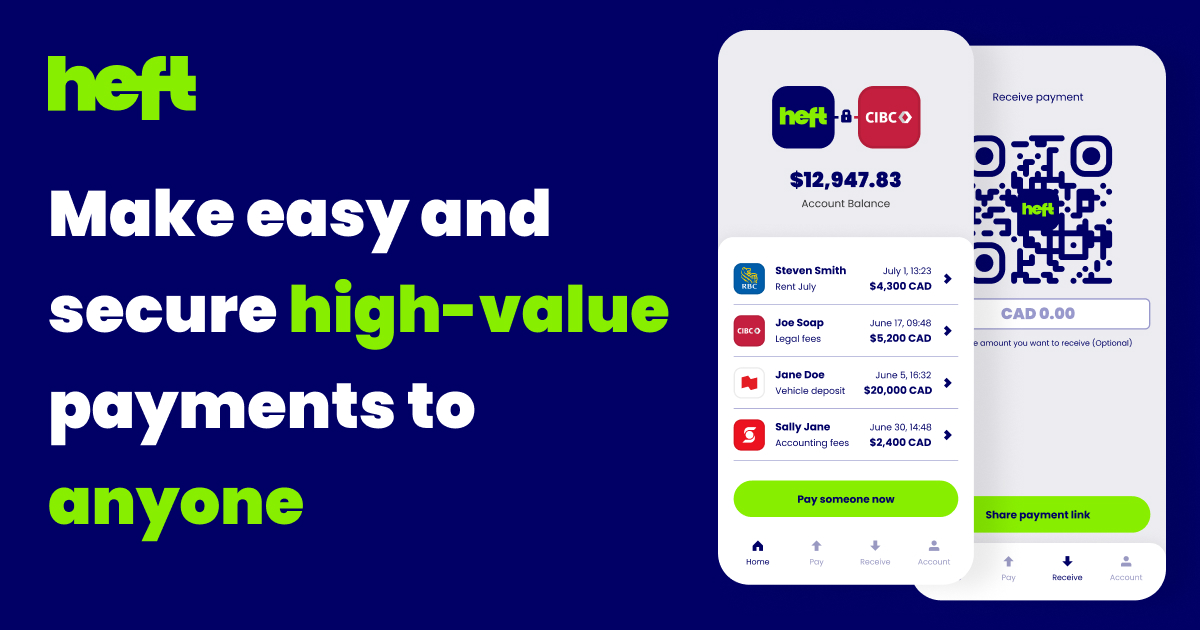 heft
Make easy and
secure high-value
payments to
anyone
heft
CIBC
$12,947.83
Account Balance
RBC
Steven Smith
July 1, 13:23
Rent July
$4,300 CAD
CIBC
Joe Soap
June 17, 09:48
Legal fees
$5,200 CAD
Jane Doe
June 5, 16:32
Vehicle deposit
$20,000 CAD
Sally Jane
June 30, 14:48
Accounting fees
$2,400 CAD
Pay someone now
Home
Pay
Receive
Account
Receive payment
heft
CAD 0.00
amount you want to receive (Optional)
Share payment link
Pay
Receive
Account